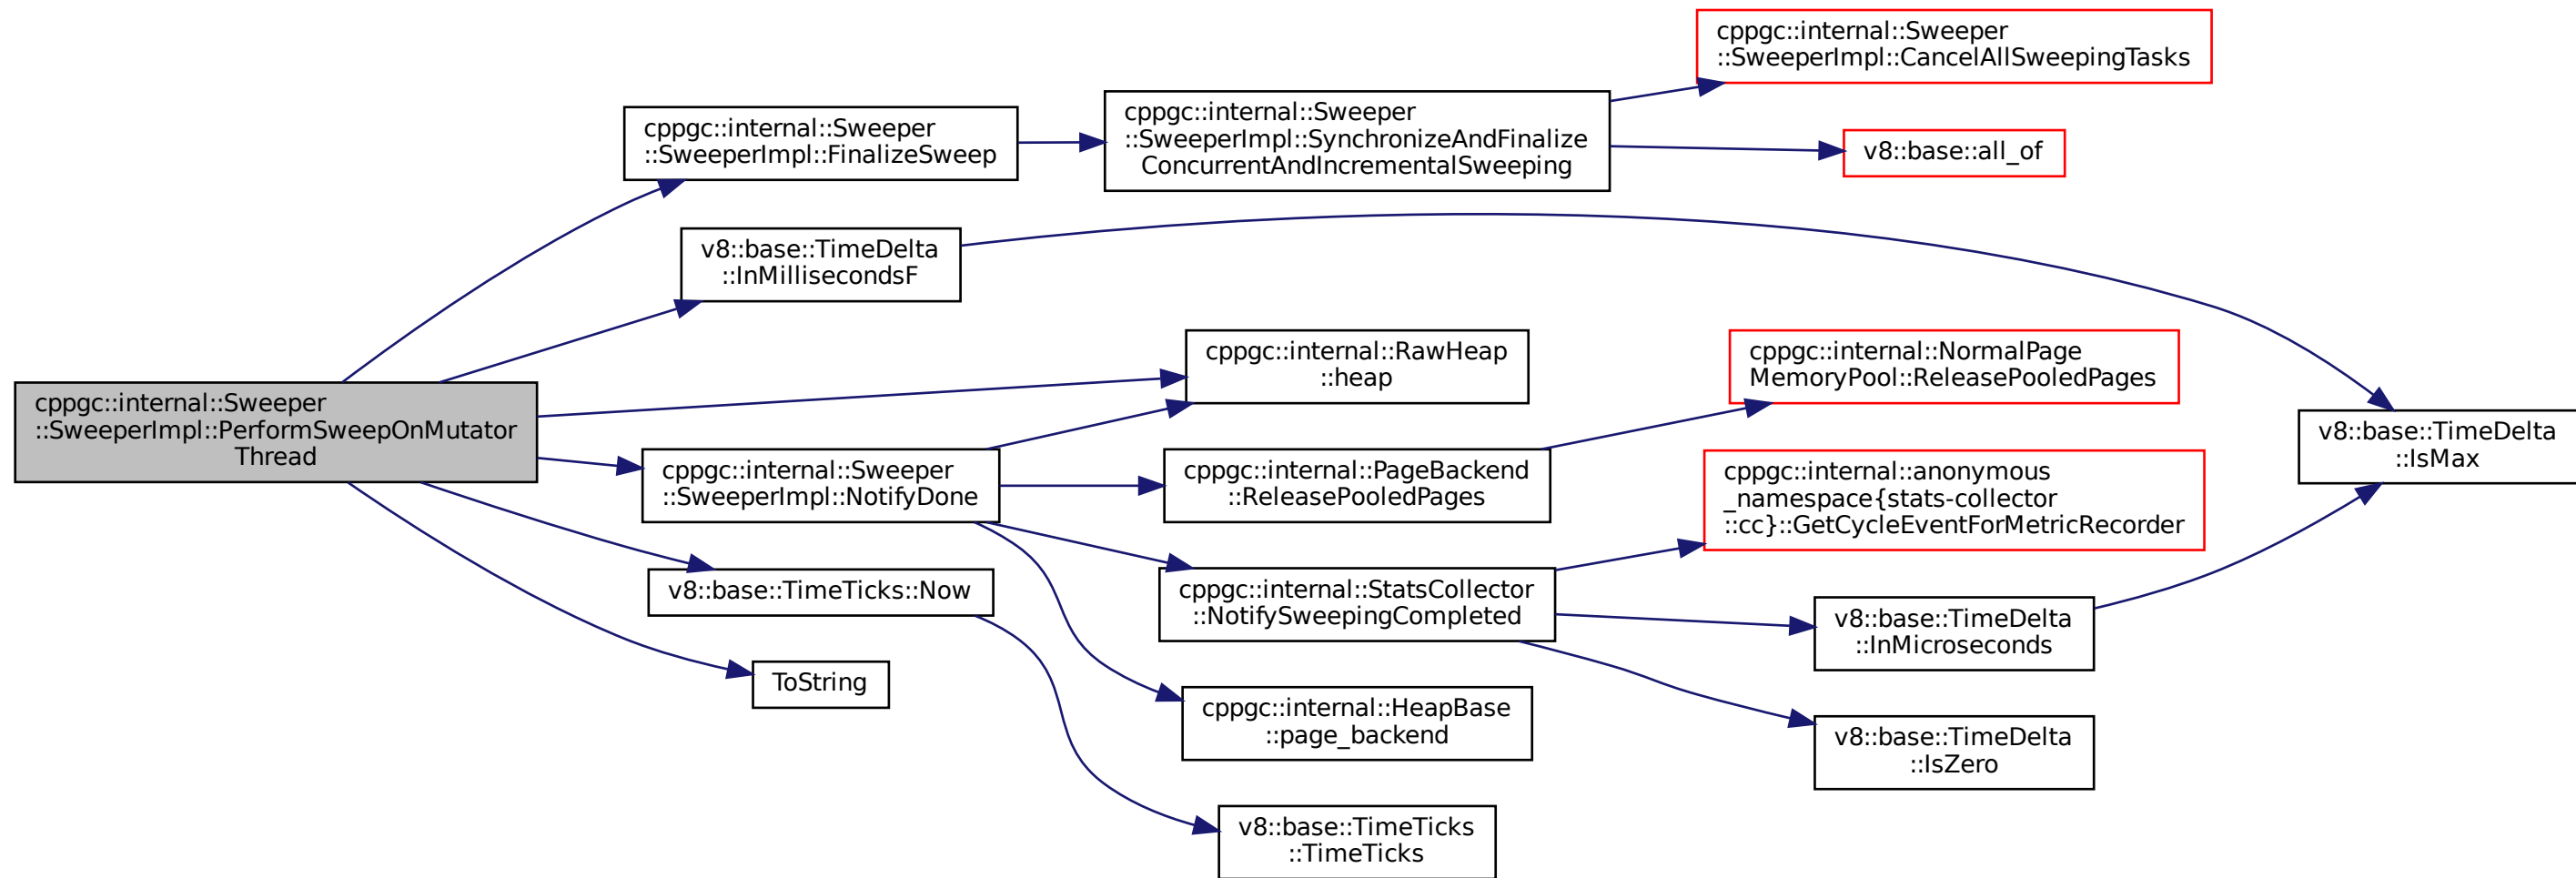 cppgc::internal::Sweeper
::SweeperImpl::PerformSweepOnMutator
Thread
cppgc::internal::Sweeper
::SweeperImpl::FinalizeSweep
cppgc::internal::Sweeper
::SweeperImpl::SynchronizeAndFinalize
ConcurrentAndIncrementalSweeping
cppgc::internal::Sweeper
::SweeperImpl::CancelAllSweepingTasks
v8::base::all_of
v8::base::TimeDelta
::InMillisecondsF
v8::base::TimeDelta
::IsMax
cppgc::internal::RawHeap
::heap
cppgc::internal::Sweeper
::SweeperImpl::NotifyDone
cppgc::internal::PageBackend
::ReleasePooledPages
cppgc::internal::NormalPage
MemoryPool::ReleasePooledPages
cppgc::internal::StatsCollector
::NotifySweepingCompleted
cppgc::internal::anonymous
_namespace{stats-collector
::cc}::GetCycleEventForMetricRecorder
v8::base::TimeDelta
::InMicroseconds
v8::base::TimeDelta
::IsZero
cppgc::internal::HeapBase
::page_backend
v8::base::TimeTicks::Now
v8::base::TimeTicks
::TimeTicks
ToString